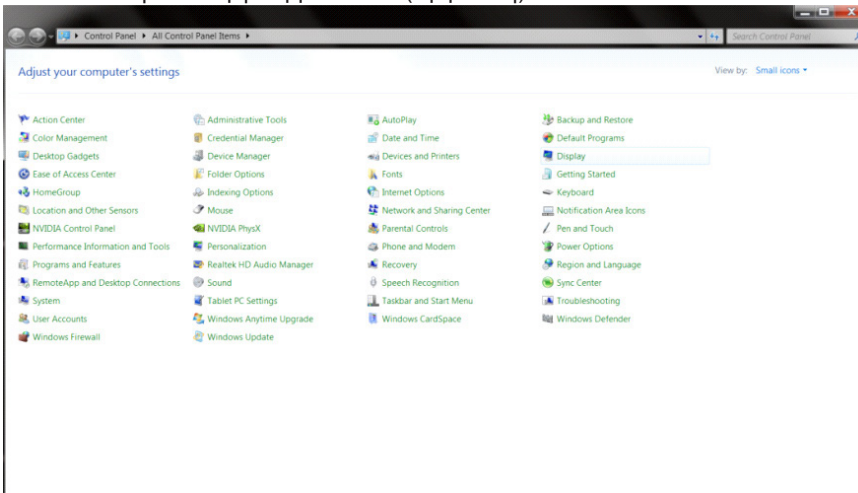 Control Panel ▸ All Control Panel Items ▸ Search Control Panel
Adjust your computer's settings View by: Small icons
Action Center Administrative Tools AutoPlay Backup and Restore
Color Management Credential Manager Date and Time Default Programs
Desktop Gadgets Device Manager Devices and Printers Display
Ease of Access Center Folder Options Fonts Getting Started
HomeGroup Indexing Options Internet Options Keyboard
Location and Other Sensors Mouse Network and Sharing Center Notification Area Icons
NVIDIA Control Panel NVIDIA PhysX Parental Controls Pen and Touch
Performance Information and Tools Personalization Phone and Modem Power Options
Programs and Features Realtek HD Audio Manager Recovery Region and Language
RemoteApp and Desktop Connections Sound Speech Recognition Sync Center
System Tablet PC Settings Taskbar and Start Menu Troubleshooting
User Accounts Windows Anytime Upgrade Windows CardSpace Windows Defender
Windows Firewall Windows Update